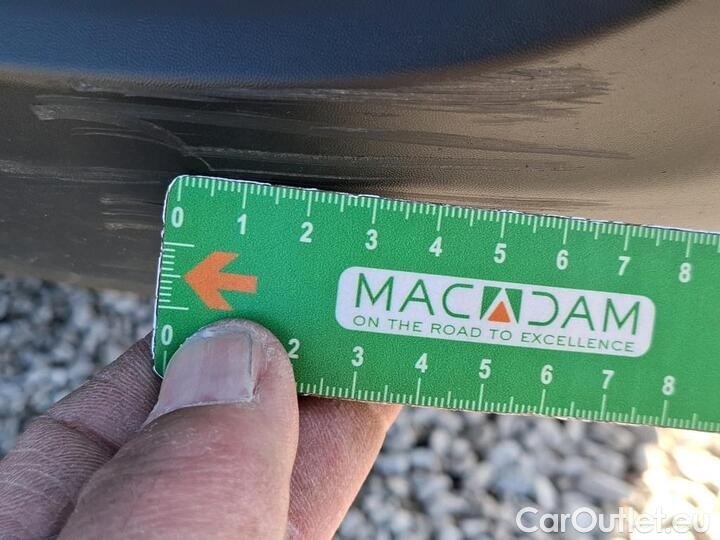 0 1 2 3 4 5 6 7 8
MACADAM
ON THE ROAD TO EXCELLENCE
0 2 3 4 5 6 7 8
CarOutlet.eu